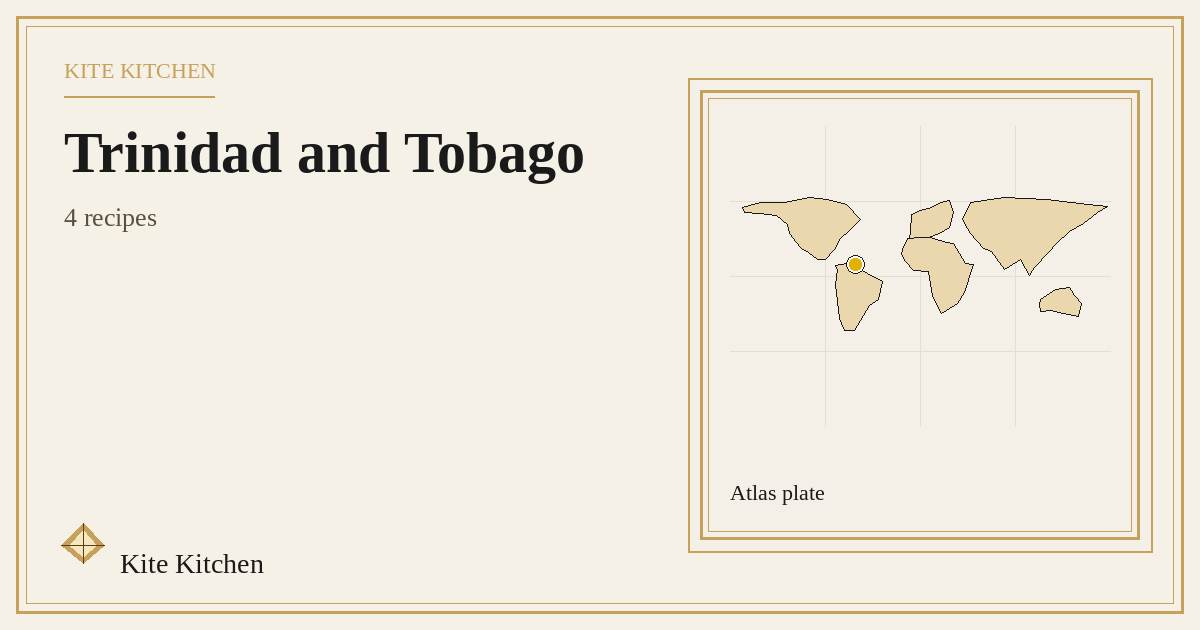 KITE KITCHEN
Trinidad and Tobago
4 recipes
Atlas plate
Kite Kitchen